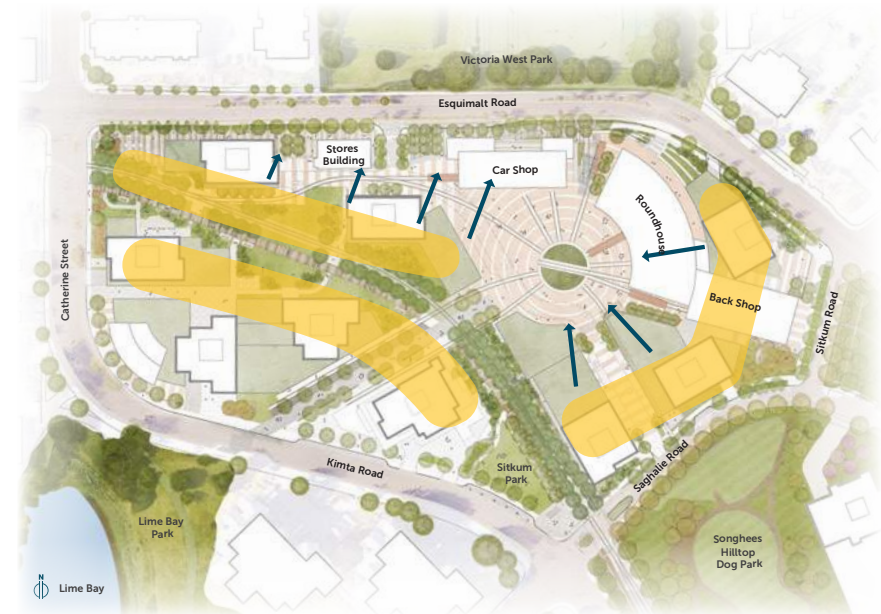 Victoria West Park
Esquimalt Road
Stores
Building
Car Shop
Roundhouse
Catherine Street
Back Shop
Sitkum Road
Kimta Road
Sitkum
Park
Saghalie Road
Lime Bay
Park
Songhees
Hilltop
Dog Park
N
Lime Bay